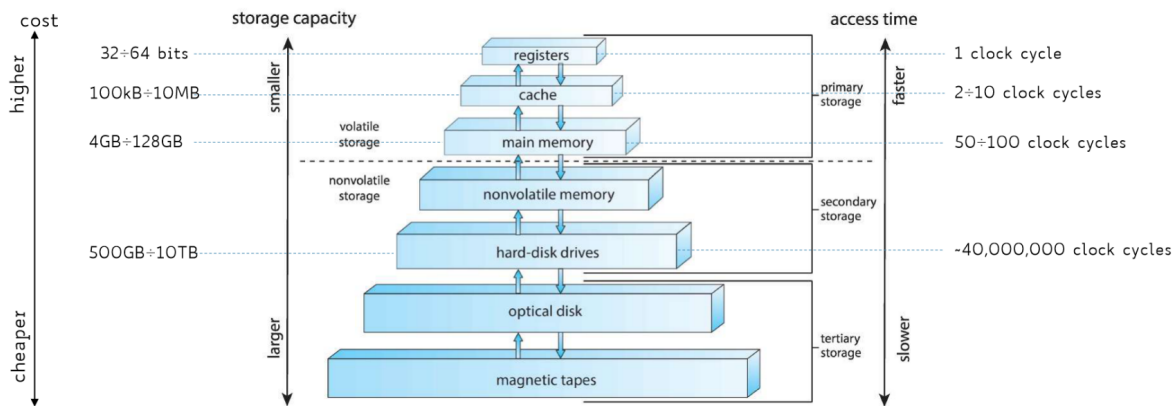 cost
storage capacity
access time
higher
smaller
faster
32÷64 bits
registers
1 clock cycle
100kB÷10MB
cache
primary
storage
2÷10 clock cycles
volatile
storage
4GB÷128GB
main memory
50÷100 clock cycles
nonvolatile
storage
nonvolatile memory
secondary
storage
500GB÷10TB
hard-disk drives
~40,000,000 clock cycles
optical disk
cheaper
larger
tertiary
storage
slower
magnetic tapes